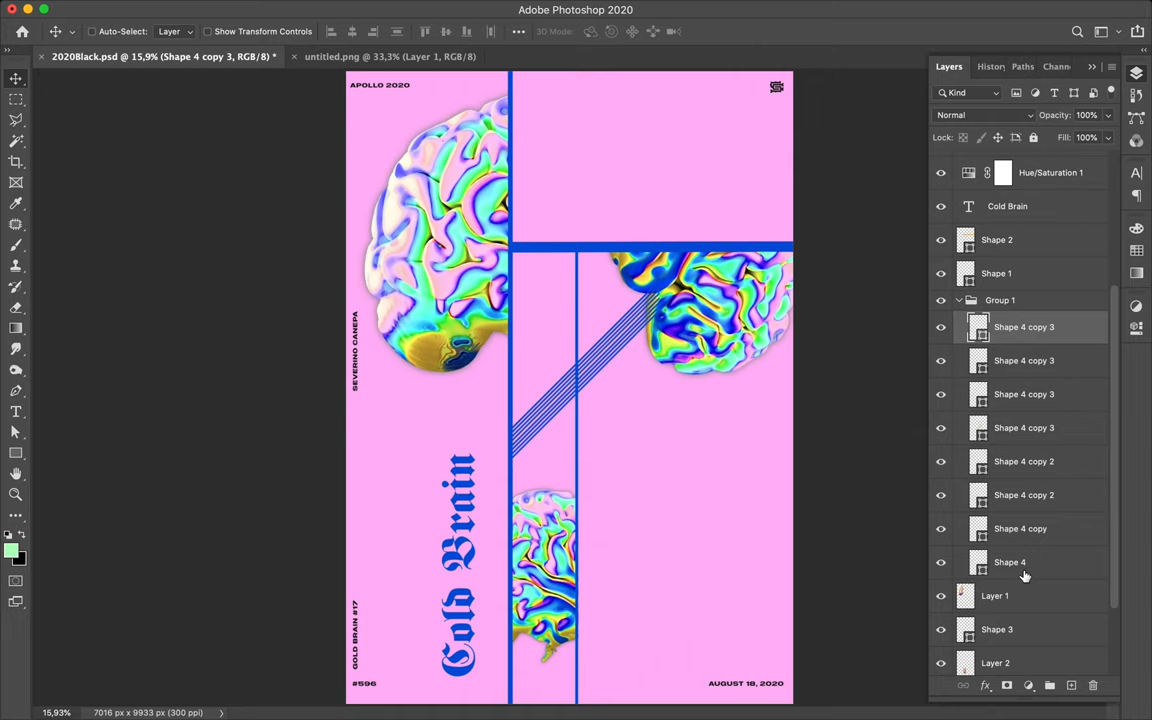 Adobe Photoshop 2020
Auto-Select: Layer Show Transform Controls 3D Mode:
2020Black.psd @ 15,9% (Shape 4 copy 3, RGB/8) * untitled.png @ 33,3% (Layer 1, RGB/8)
Layers History Paths Chann
Kind
Normal Opacity: 100%
Lock: Fill: 100%
Hue/Saturation 1
Cold Brain
Shape 2
Shape 1
Group 1
Shape 4 copy 3
Shape 4 copy 3
Shape 4 copy 3
Shape 4 copy 3
Shape 4 copy 2
Shape 4 copy 2
Shape 4 copy
Shape 4
Layer 1
Shape 3
Layer 2
APOLLO 2020
SEVERINO CANEPA
Cold Brain
GOLD BRAIN #17
#596
AUGUST 18, 2020
15,93% 7016 px x 9933 px (300 ppi)